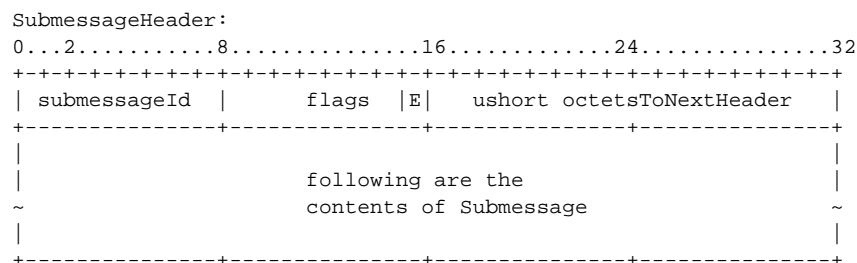 SubmessageHeader:
0...2...........8...............16.............24...............32
+-+-+-+-+-+-+-+-+-+-+-+-+-+-+-+-+-+-+-+-+-+-+-+-+-+-+-+-+-+-+-+-+
| submessageId | flags |E| ushort octetsToNextHeader |
+---------------+---------------+---------------+---------------+
| |
| following are the |
~ contents of Submessage ~
| |
+---------------+---------------+---------------+---------------+